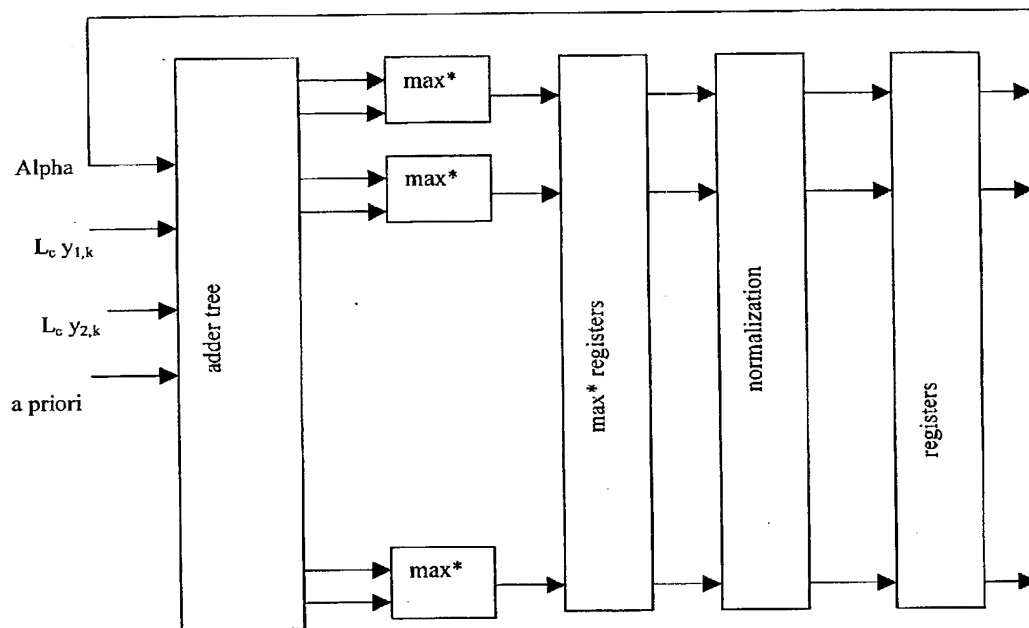 max*
max*
Alpha
L_c y_{1,k}
L_c y_{2,k}
a priori
adder tree
max* registers
normalization
registers
max*